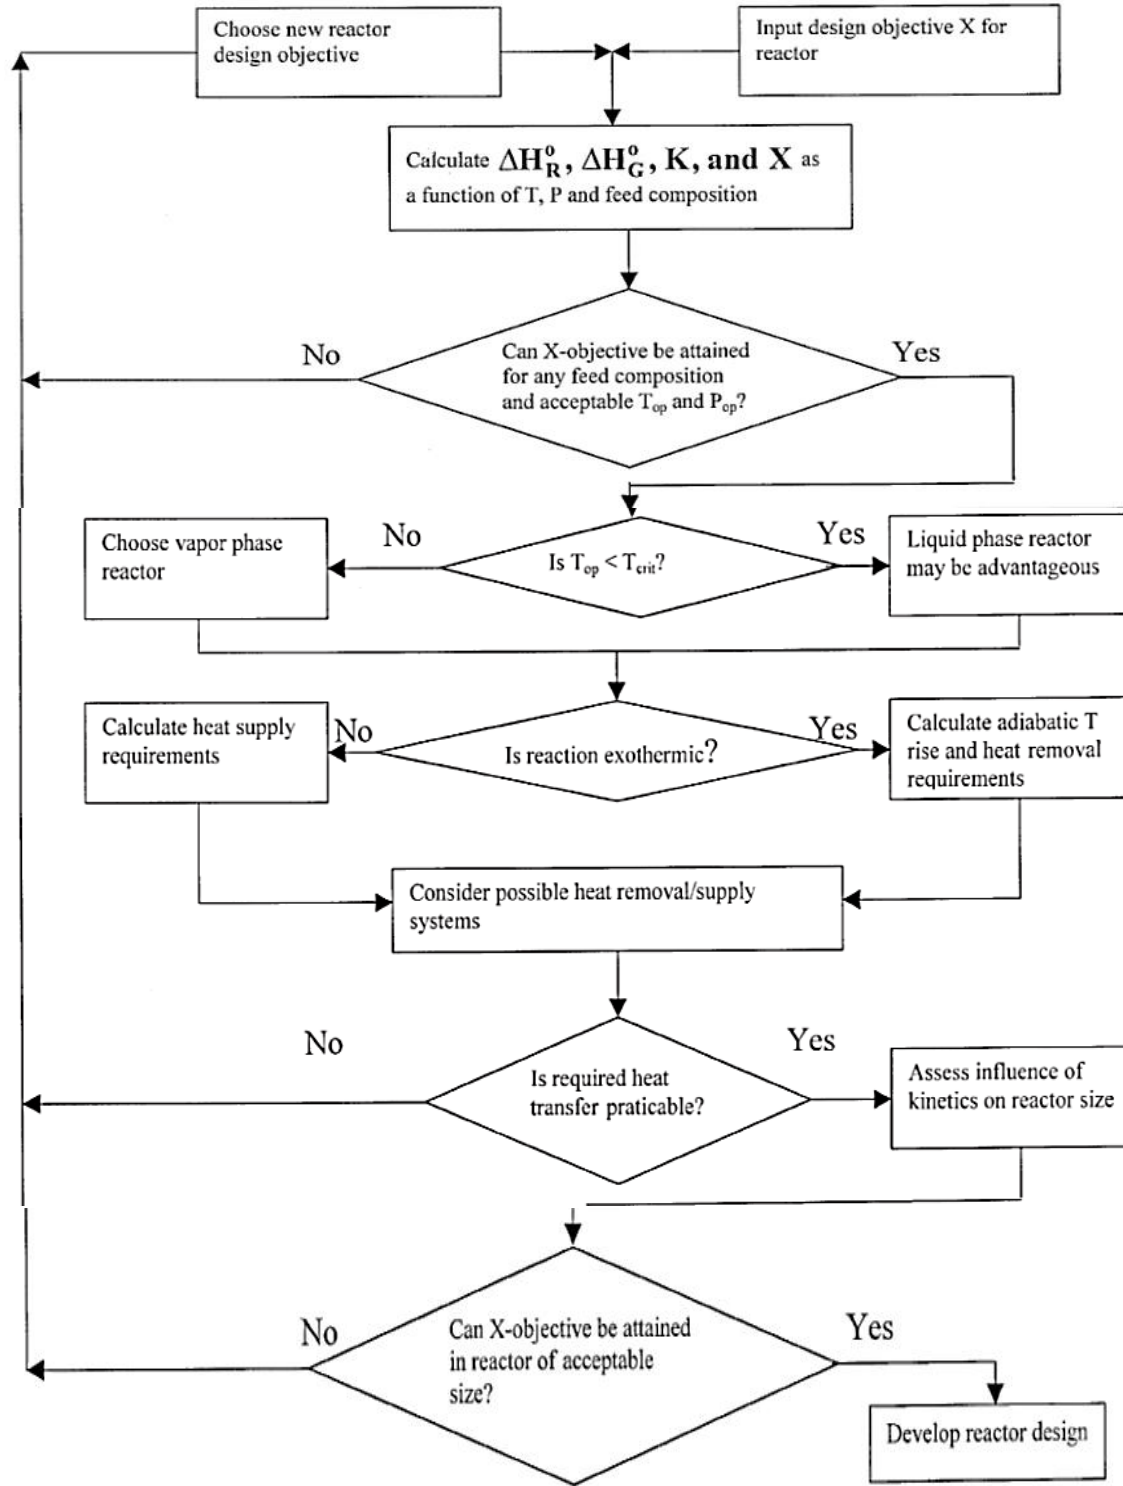 Choose new reactor
design objective
Input design objective X for
reactor
Calculate ΔH°R, ΔH°G, K, and X as
a function of T, P and feed composition
No
Can X-objective be attained
for any feed composition
and acceptable Top and Pop?
Yes
Choose vapor phase
reactor
No
Is Top < Tcrit?
Yes
Liquid phase reactor
may be advantageous
Calculate heat supply
requirements
No
Is reaction exothermic?
Yes
Calculate adiabatic T
rise and heat removal
requirements
Consider possible heat removal/supply
systems
No
Is required heat
transfer praticable?
Yes
Assess influence of
kinetics on reactor size
No
Can X-objective be attained
in reactor of acceptable
size?
Yes
Develop reactor design